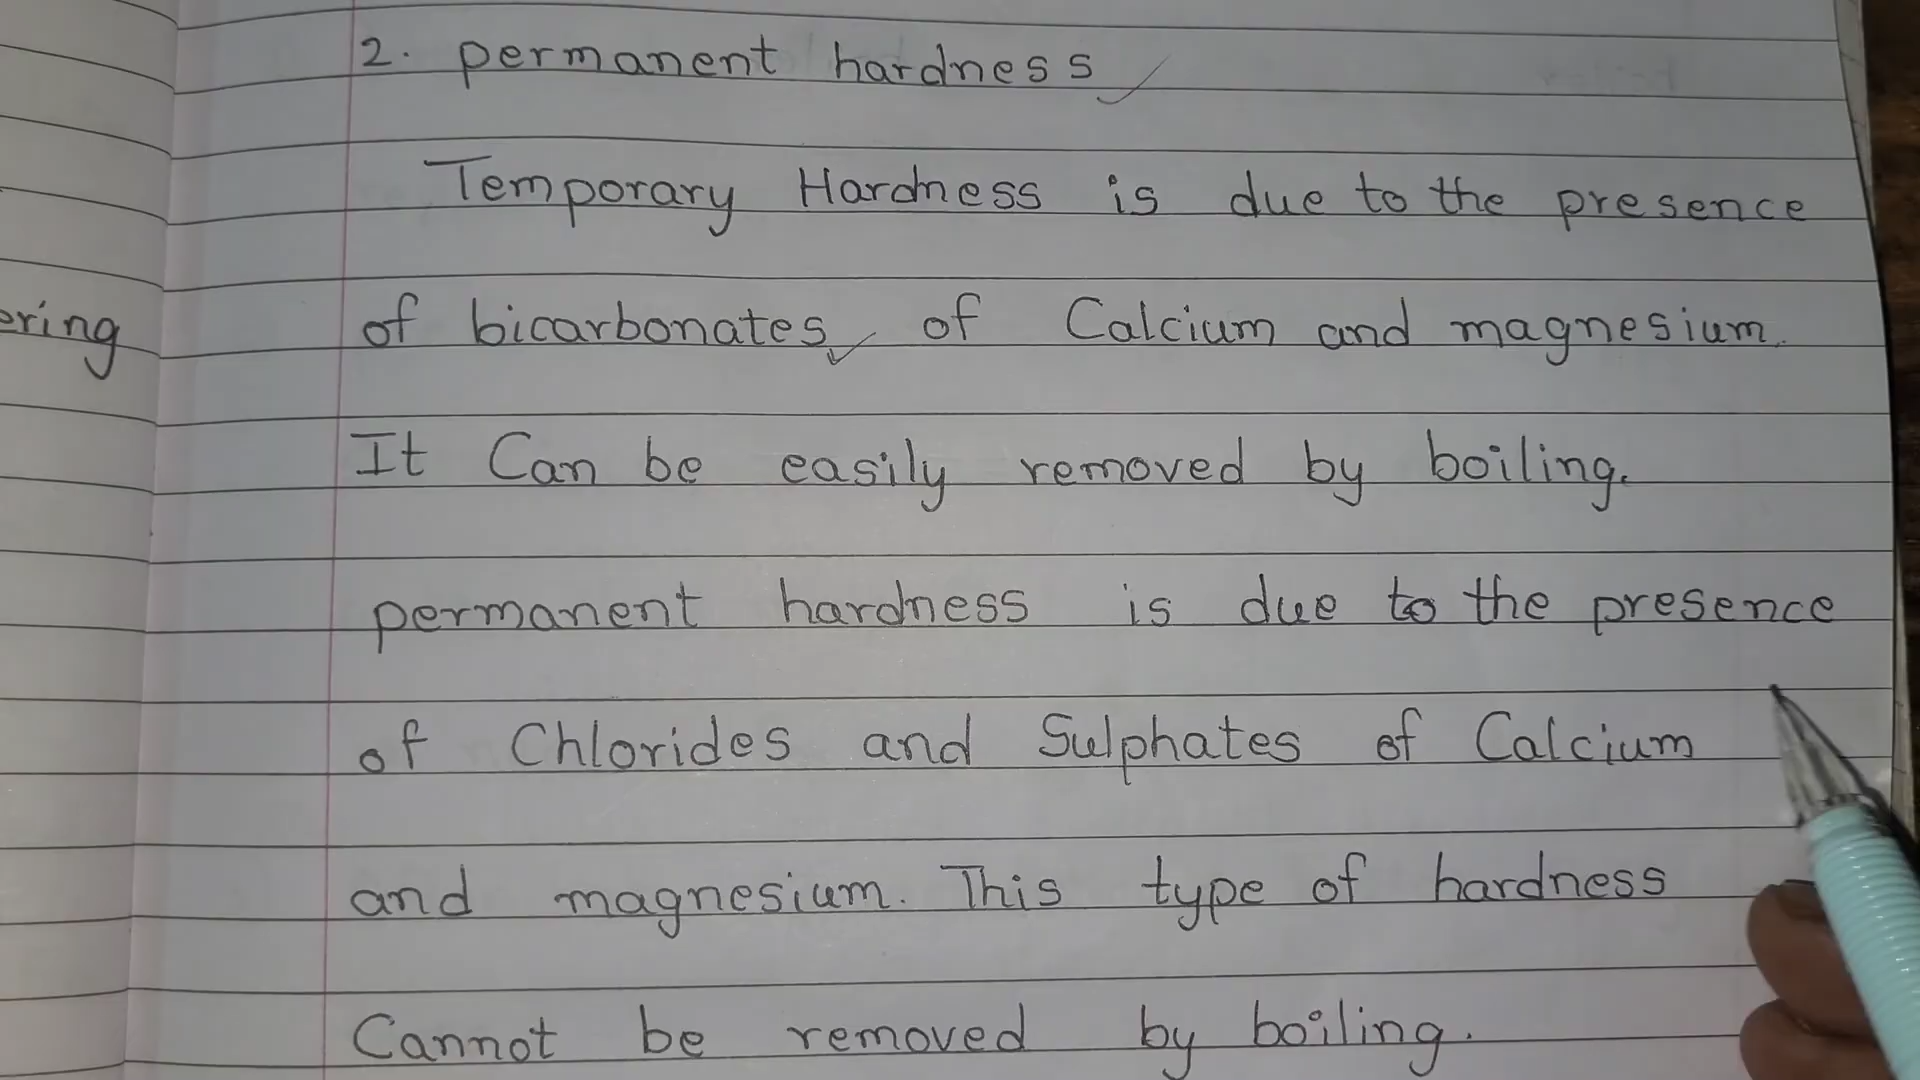 2. permanent hardness
Temporary Hardness is due to the presence
of bicarbonates of Calcium and magnesium.
It Can be easily removed by boiling.
permanent hardness is due to the presence
of Chlorides and Sulphates of Calcium
and magnesium. This type of hardness
Cannot be removed by boiling.